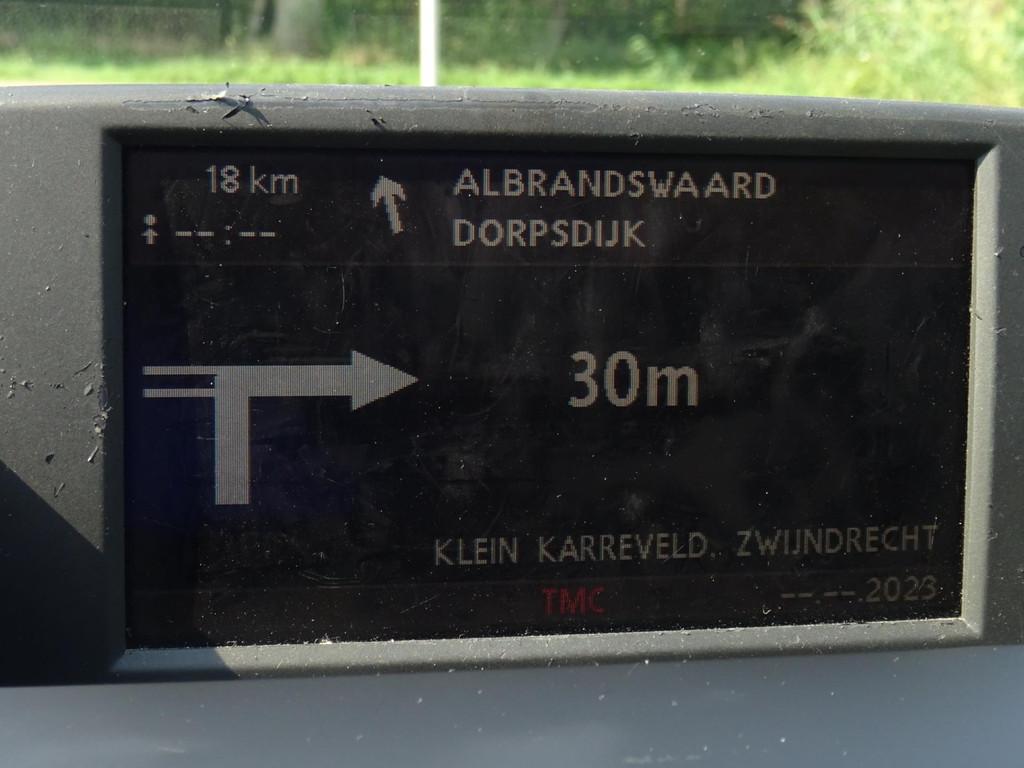 18 km
ALBRANDSWAARD
--:--
DORPSDIJK
30m
KLEIN KARREVELD, ZWIJNDRECHT
TMC
--.--.2023